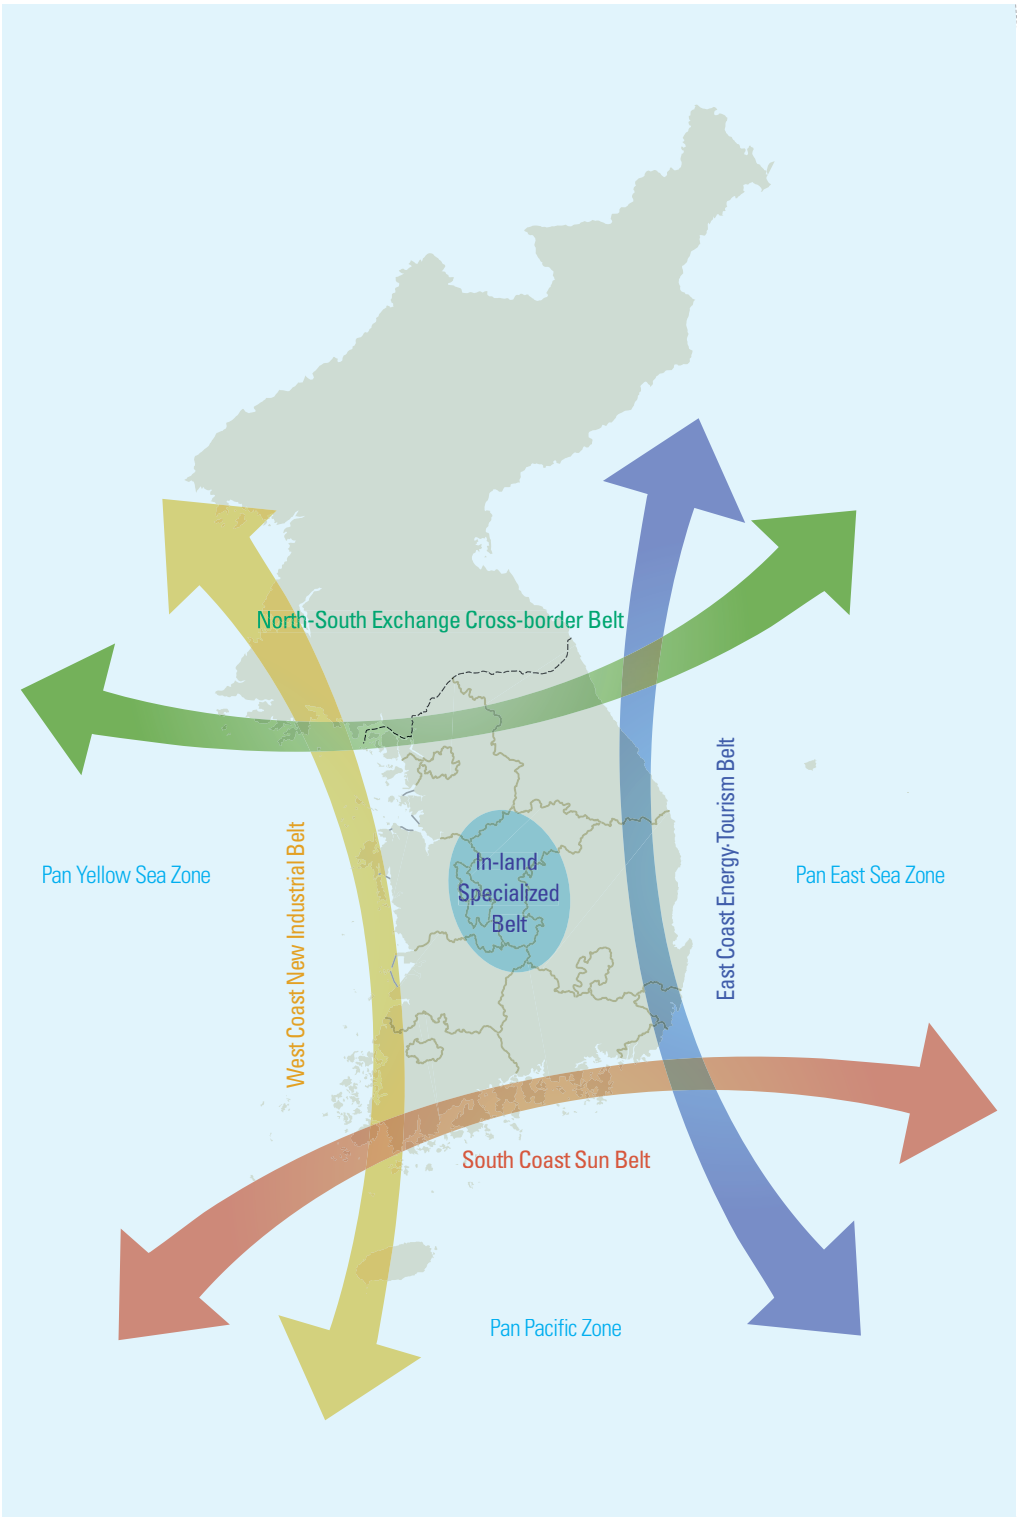 North-South Exchange Cross-border Belt
East Coast Energy·Tourism Belt
West Coast New Industrial Belt
In-land
Specialized
Belt
Pan Yellow Sea Zone
Pan East Sea Zone
South Coast Sun Belt
Pan Pacific Zone